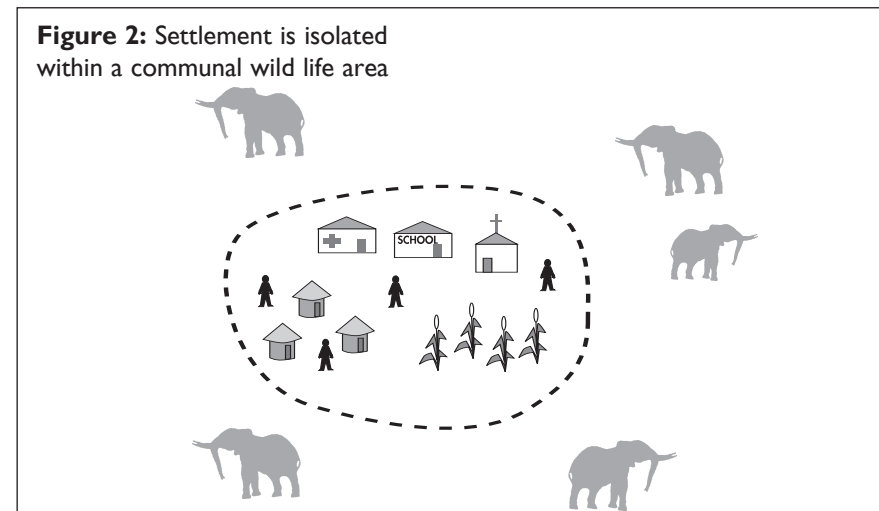 Figure 2: Settlement is isolated
within a communal wild life area
SCHOOL